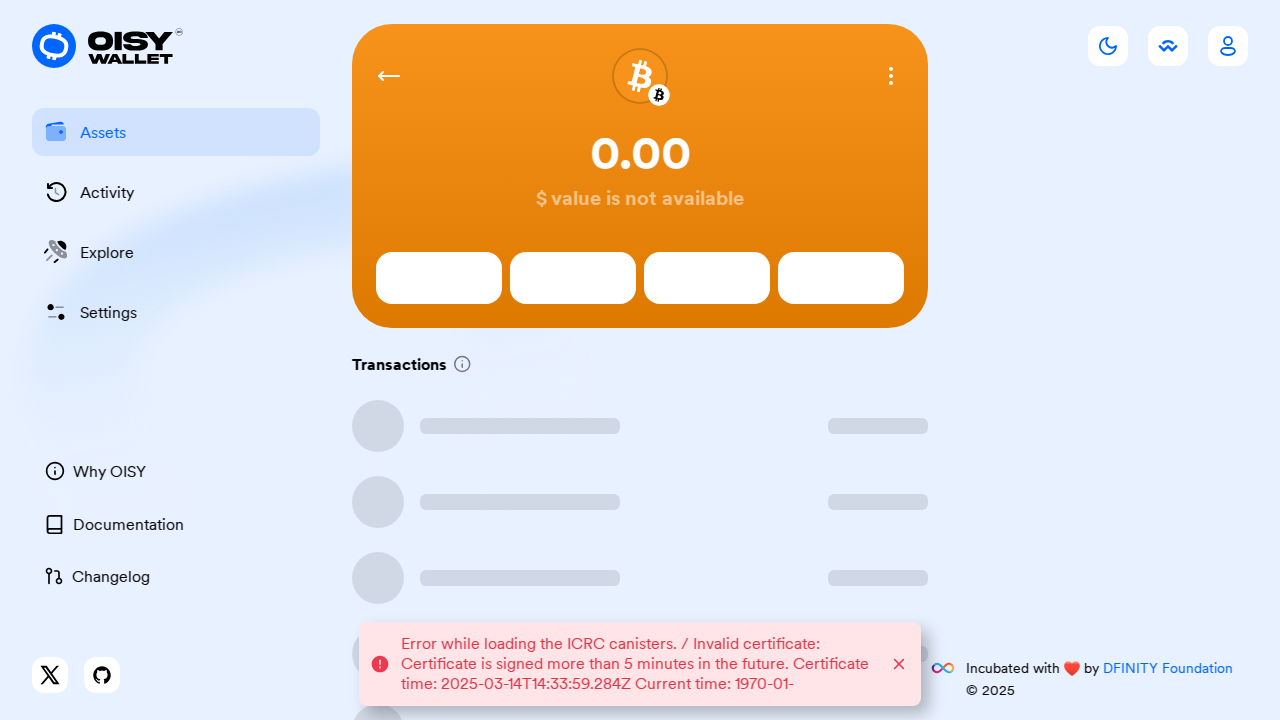 OISY
WALLET
Assets
Activity
Explore
Settings
Why OISY
Documentation
Changelog
0.00
$ value is not available
Transactions
Error while loading the ICRC canisters. / Invalid certificate:
Certificate is signed more than 5 minutes in the future. Certificate
time: 2025-03-14T14:33:59.284Z Current time: 1970-01-
Incubated with ❤️ by DFINITY Foundation
© 2025